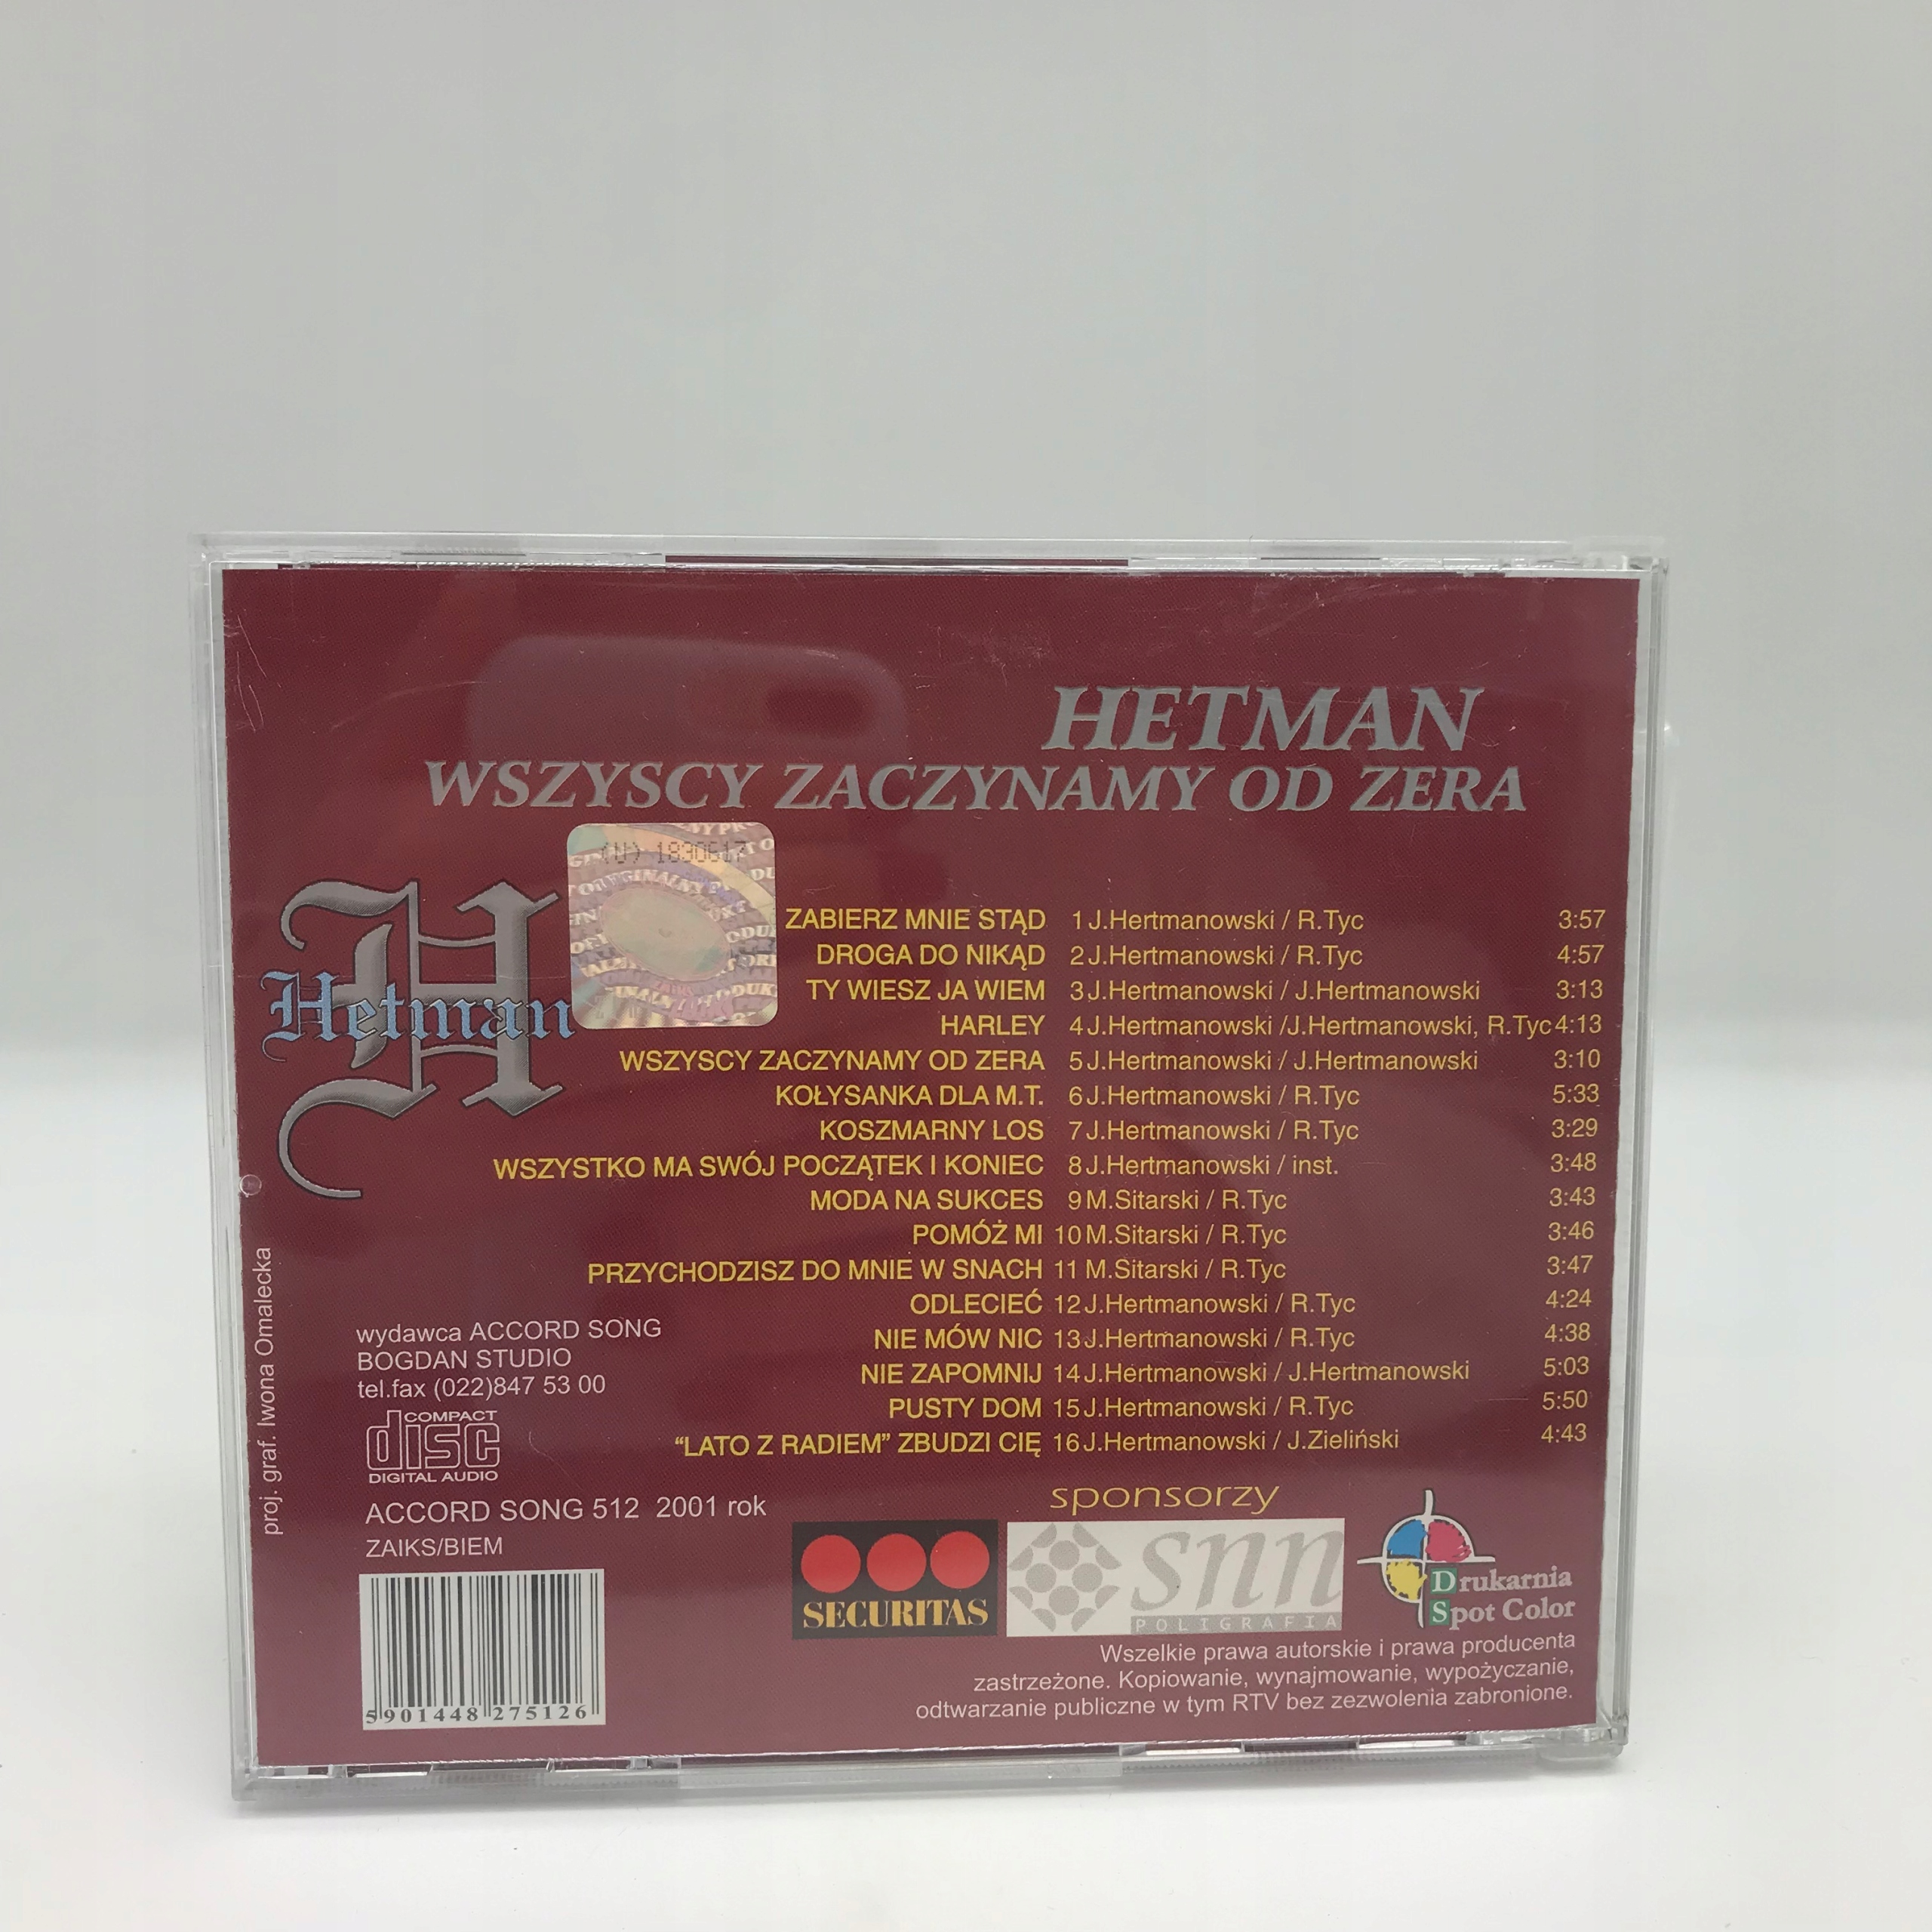 HETMAN
WSZYSCY ZACZYNAMY OD ZERA
(U) 1830617
Hetman
ZABIERZ MNIE STĄD 1 J.Hertmanowski / R.Tyc 3:57
DROGA DO NIKĄD 2 J.Hertmanowski / R.Tyc 4:57
TY WIESZ JA WIEM 3 J.Hertmanowski / J.Hertmanowski 3:13
HARLEY 4 J.Hertmanowski /J.Hertmanowski, R.Tyc 4:13
WSZYSCY ZACZYNAMY OD ZERA 5 J.Hertmanowski / J.Hertmanowski 3:10
KOŁYSANKA DLA M.T. 6 J.Hertmanowski / R.Tyc 5:33
KOSZMARNY LOS 7 J.Hertmanowski / R.Tyc 3:29
WSZYSTKO MA SWÓJ POCZĄTEK I KONIEC 8 J.Hertmanowski / inst. 3:48
MODA NA SUKCES 9 M.Sitarski / R.Tyc 3:43
POMÓŻ MI 10 M.Sitarski / R.Tyc 3:46
PRZYCHODZISZ DO MNIE W SNACH 11 M.Sitarski / R.Tyc 3:47
ODLECIEĆ 12 J.Hertmanowski / R.Tyc 4:24
NIE MÓW NIC 13 J.Hertmanowski / R.Tyc 4:38
NIE ZAPOMNIJ 14 J.Hertmanowski / J.Hertmanowski 5:03
PUSTY DOM 15 J.Hertmanowski / R.Tyc 5:50
“LATO Z RADIEM” ZBUDZI CIĘ 16 J.Hertmanowski / J.Zieliński 4:43
proj. graf. Iwona Omalecka
wydawca ACCORD SONG
BOGDAN STUDIO
tel.fax (022)847 53 00
COMPACT
disc
DIGITAL AUDIO
ACCORD SONG 512 2001 rok
ZAIKS/BIEM
5901448 275126
sponsorzy
SECURITAS
snn
POLIGRAFIA
Drukarnia
Spot Color
Wszelkie prawa autorskie i prawa producenta
zastrzeżone. Kopiowanie, wynajmowanie, wypożyczanie,
odtwarzanie publiczne w tym RTV bez zezwolenia zabronione.